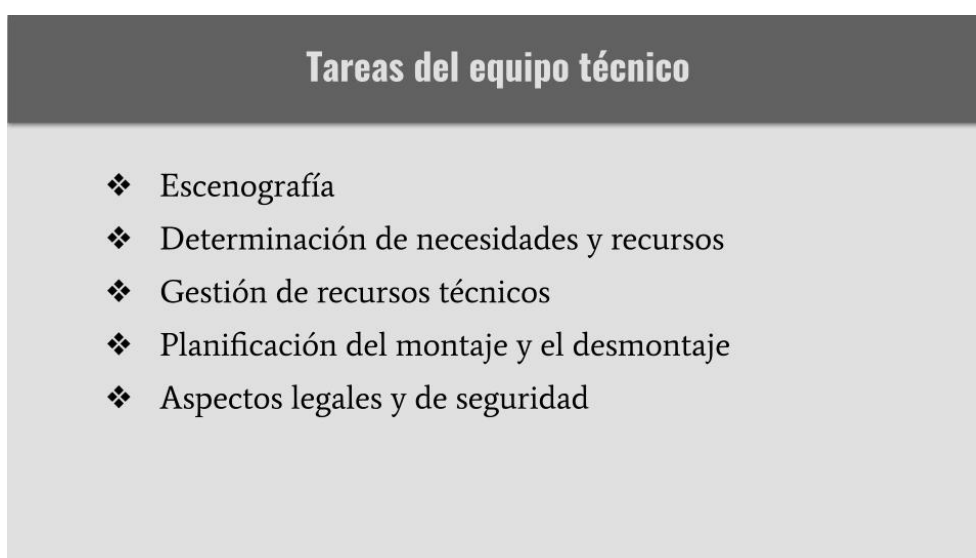 Tareas del equipo técnico
❖ Escenografía
❖ Determinación de necesidades y recursos
❖ Gestión de recursos técnicos
❖ Planificación del montaje y el desmontaje
❖ Aspectos legales y de seguridad